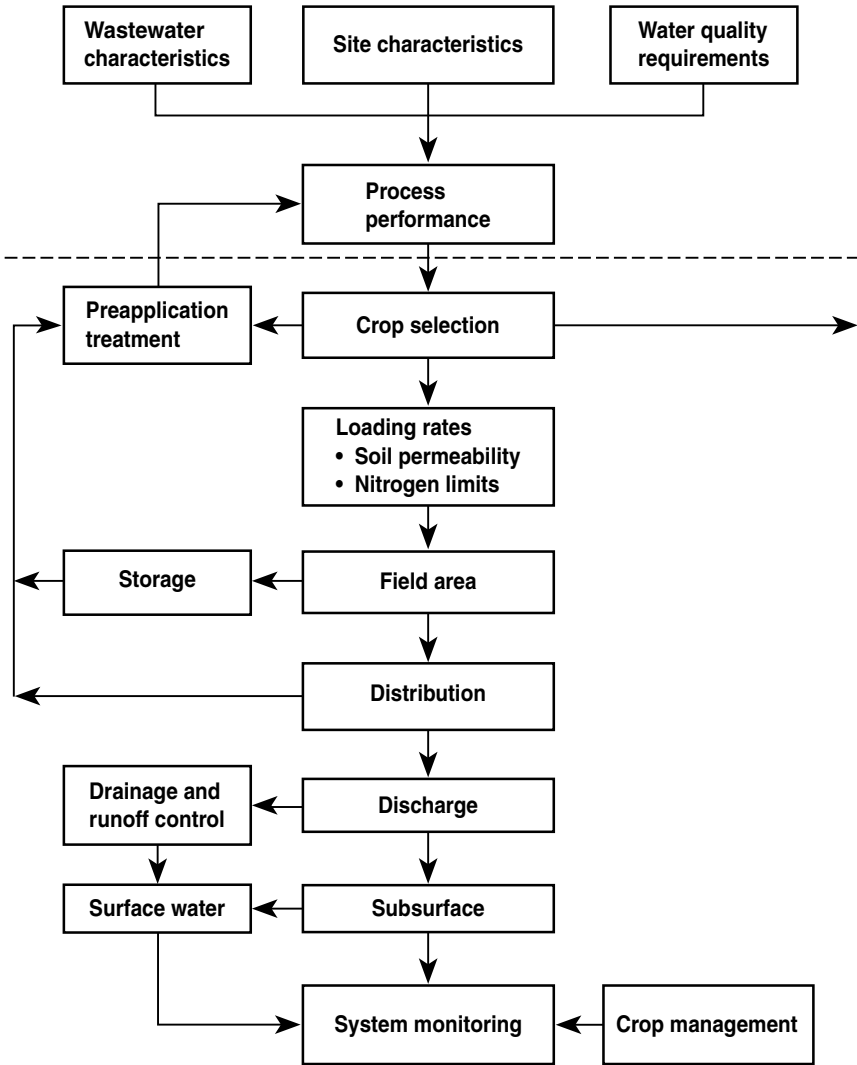 Wastewater
characteristics
Site characteristics
Water quality
requirements
Process
performance
Preapplication
treatment
Crop selection
Loading rates
• Soil permeability
• Nitrogen limits
Storage
Field area
Distribution
Drainage and
runoff control
Discharge
Surface water
Subsurface
System monitoring
Crop management